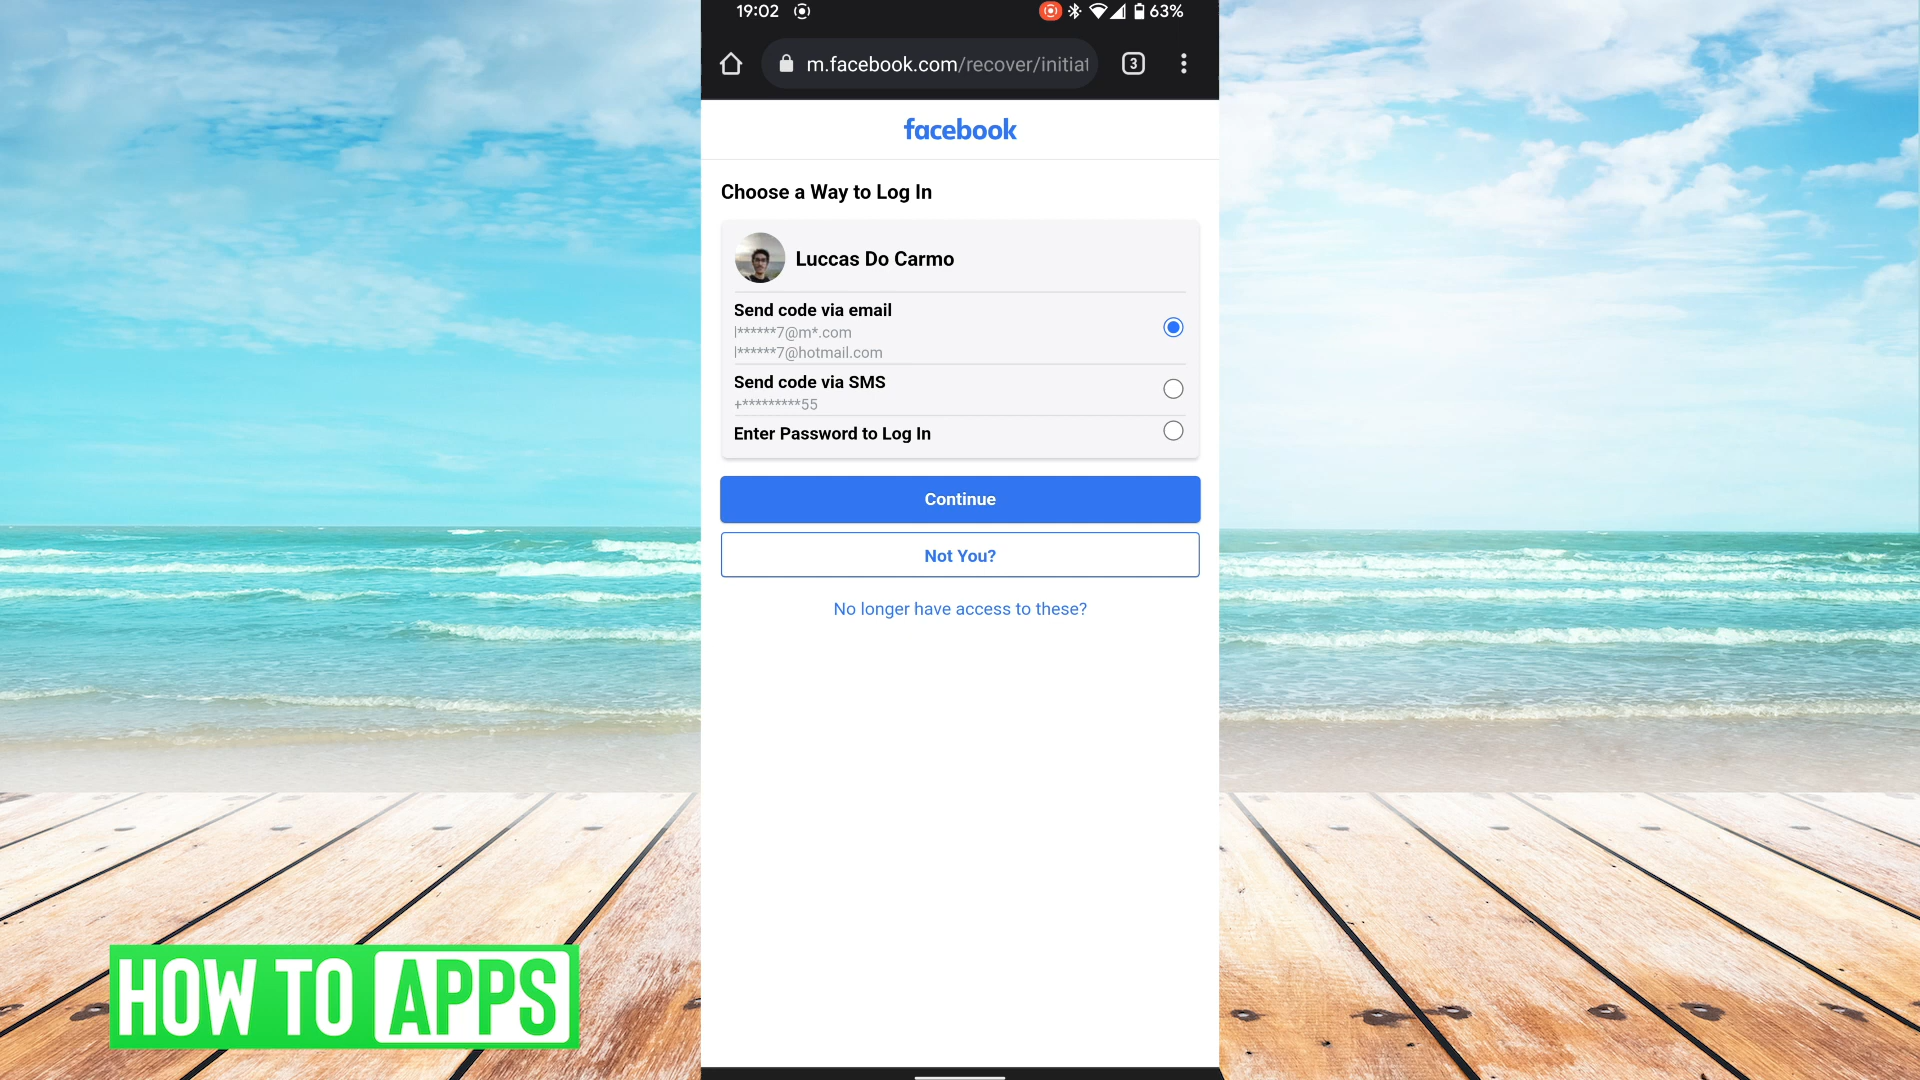 19:02
63%
m.facebook.com/recover/initiat
3
facebook
Choose a Way to Log In
Luccas Do Carmo
Send code via email
l******7@m*.com
l******7@hotmail.com
Send code via SMS
+*********55
Enter Password to Log In
Continue
Not You?
No longer have access to these?
HOW TO APPS